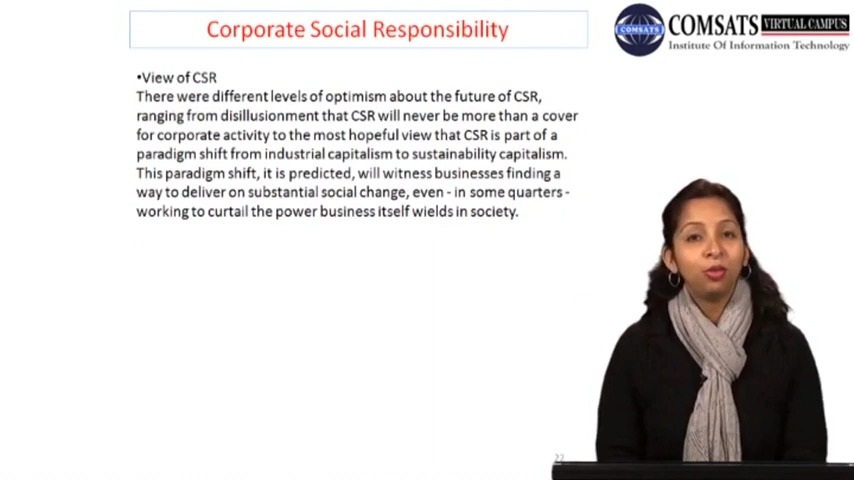 Corporate Social Responsibility
COMSATS
COMSATS VIRTUAL CAMPUS
Institute Of Information Technology
•View of CSR
There were different levels of optimism about the future of CSR,
ranging from disillusionment that CSR will never be more than a cover
for corporate activity to the most hopeful view that CSR is part of a
paradigm shift from industrial capitalism to sustainability capitalism.
This paradigm shift, it is predicted, will witness businesses finding a
way to deliver on substantial social change, even - in some quarters -
working to curtail the power business itself wields in society.
22